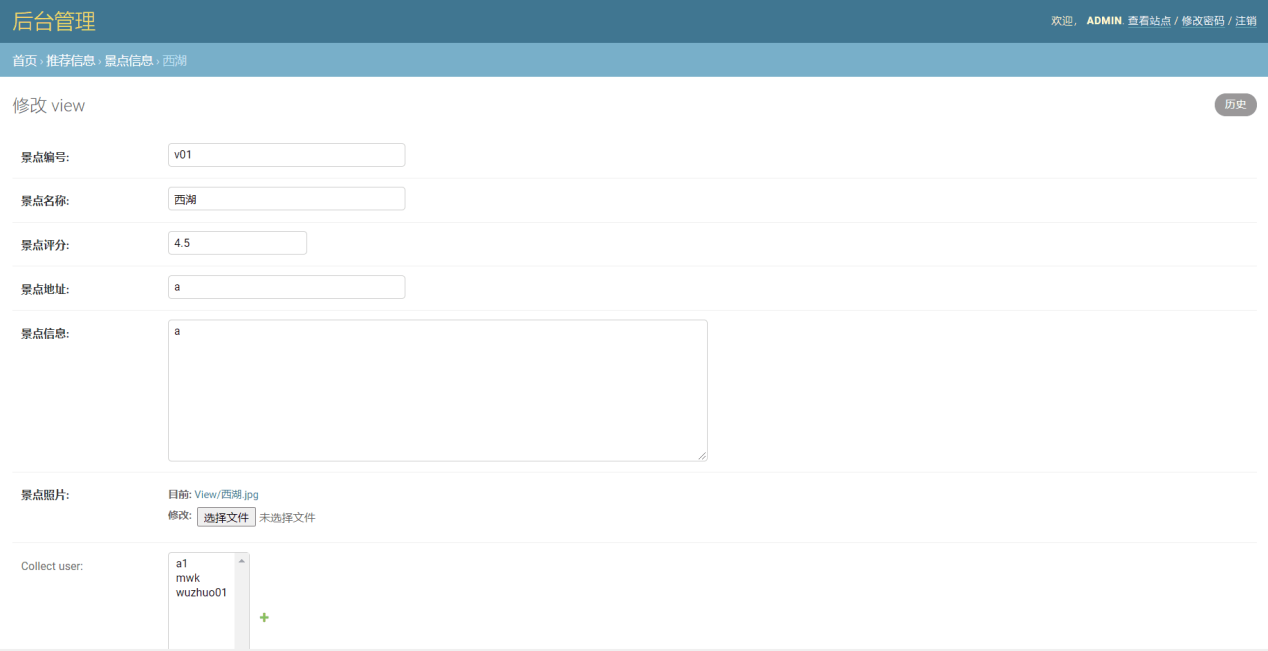 后台管理
欢迎， ADMIN. 查看站点 / 修改密码 / 注销
首页 › 推荐信息 › 景点信息 › 西湖
修改 view
历史
景点编号: v01
景点名称: 西湖
景点评分: 4.5
景点地址: a
景点信息: a
景点照片: 目前: View/西湖.jpg
修改: 选择文件 未选择文件
Collect user: a1
mwk
wuzhuo01